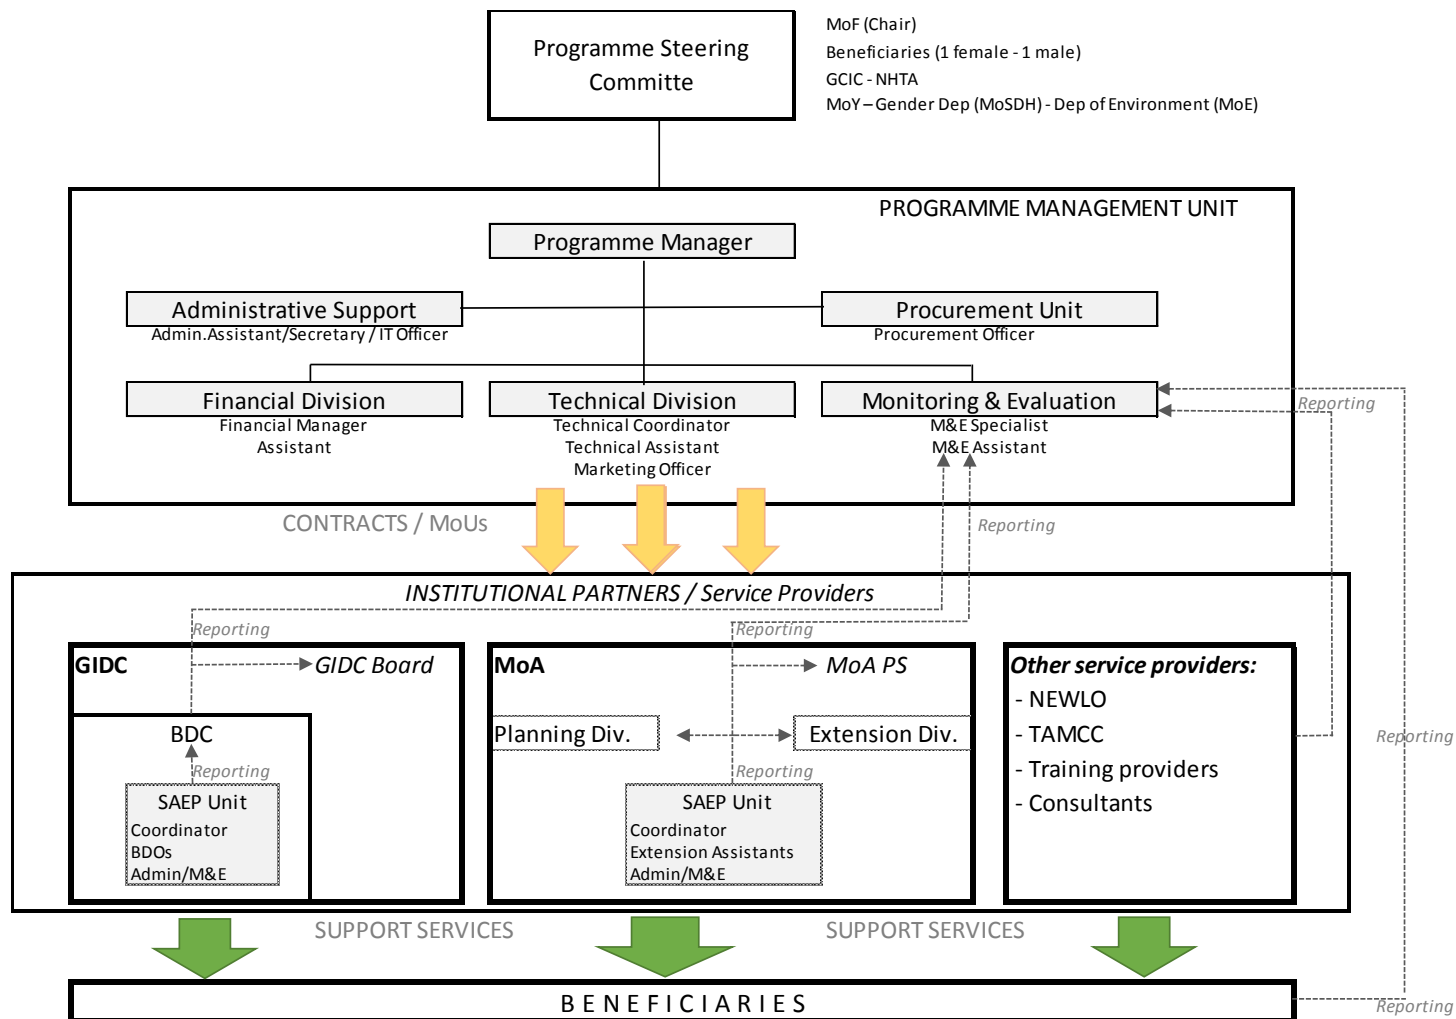 Programme Steering
Committe
MoF (Chair)
Beneficiaries (1 female - 1 male)
GCIC - NHTA
MoY – Gender Dep (MoSDH) - Dep of Environment (MoE)
PROGRAMME MANAGEMENT UNIT
Programme Manager
Administrative Support
Admin.Assistant/Secretary / IT Officer
Procurement Unit
Procurement Officer
Financial Division
Financial Manager
Assistant
Technical Division
Technical Coordinator
Technical Assistant
Marketing Officer
Monitoring & Evaluation
M&E Specialist
M&E Assistant
Reporting
CONTRACTS / MoUs
Reporting
INSTITUTIONAL PARTNERS / Service Providers
Reporting
Reporting
GIDC
GIDC Board
BDC
Reporting
SAEP Unit
Coordinator
BDOs
Admin/M&E
MoA
MoA PS
Planning Div.
Extension Div.
Reporting
SAEP Unit
Coordinator
Extension Assistants
Admin/M&E
Other service providers:
- NEWLO
- TAMCC
- Training providers
- Consultants
Reporting
SUPPORT SERVICES
SUPPORT SERVICES
BENEFICIARIES
Reporting